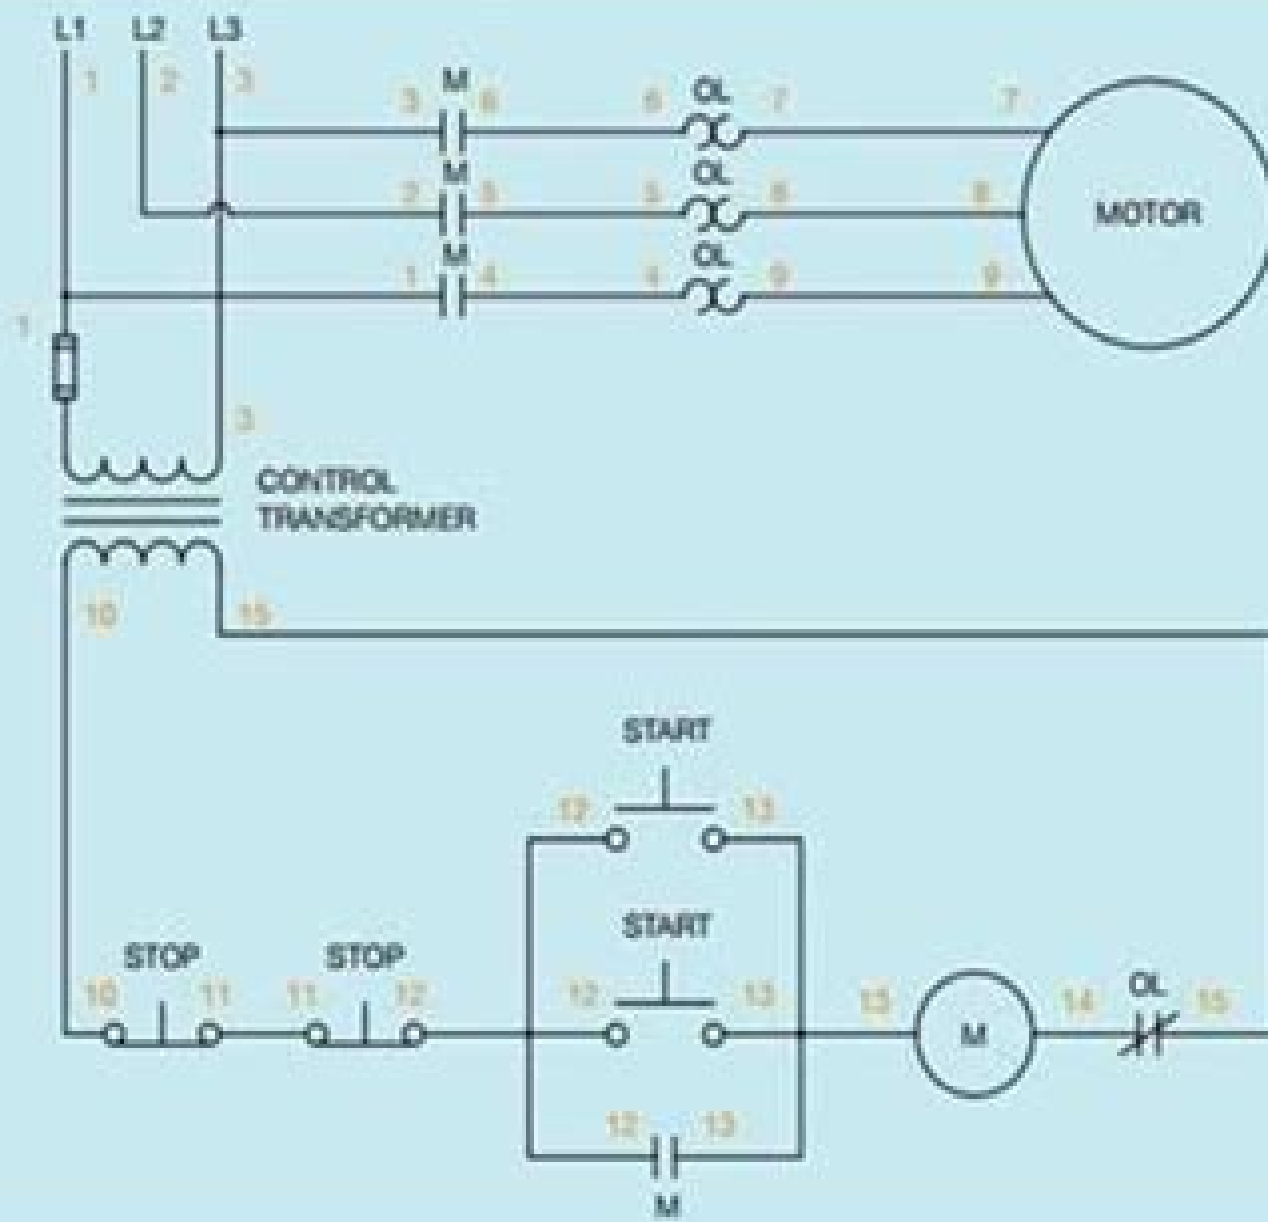 L1 L2 L3
1 2 3
3 M 6 6 OL 7 7
2 M 5 5 OL 8 8
MOTOR
1 M 4 4 OL 9 9
1
3
CONTROL
TRANSFORMER
10 15
START
12 13
START
STOP STOP
10 11 11 12 12 13 13 M 14 OL 15
12 13
M